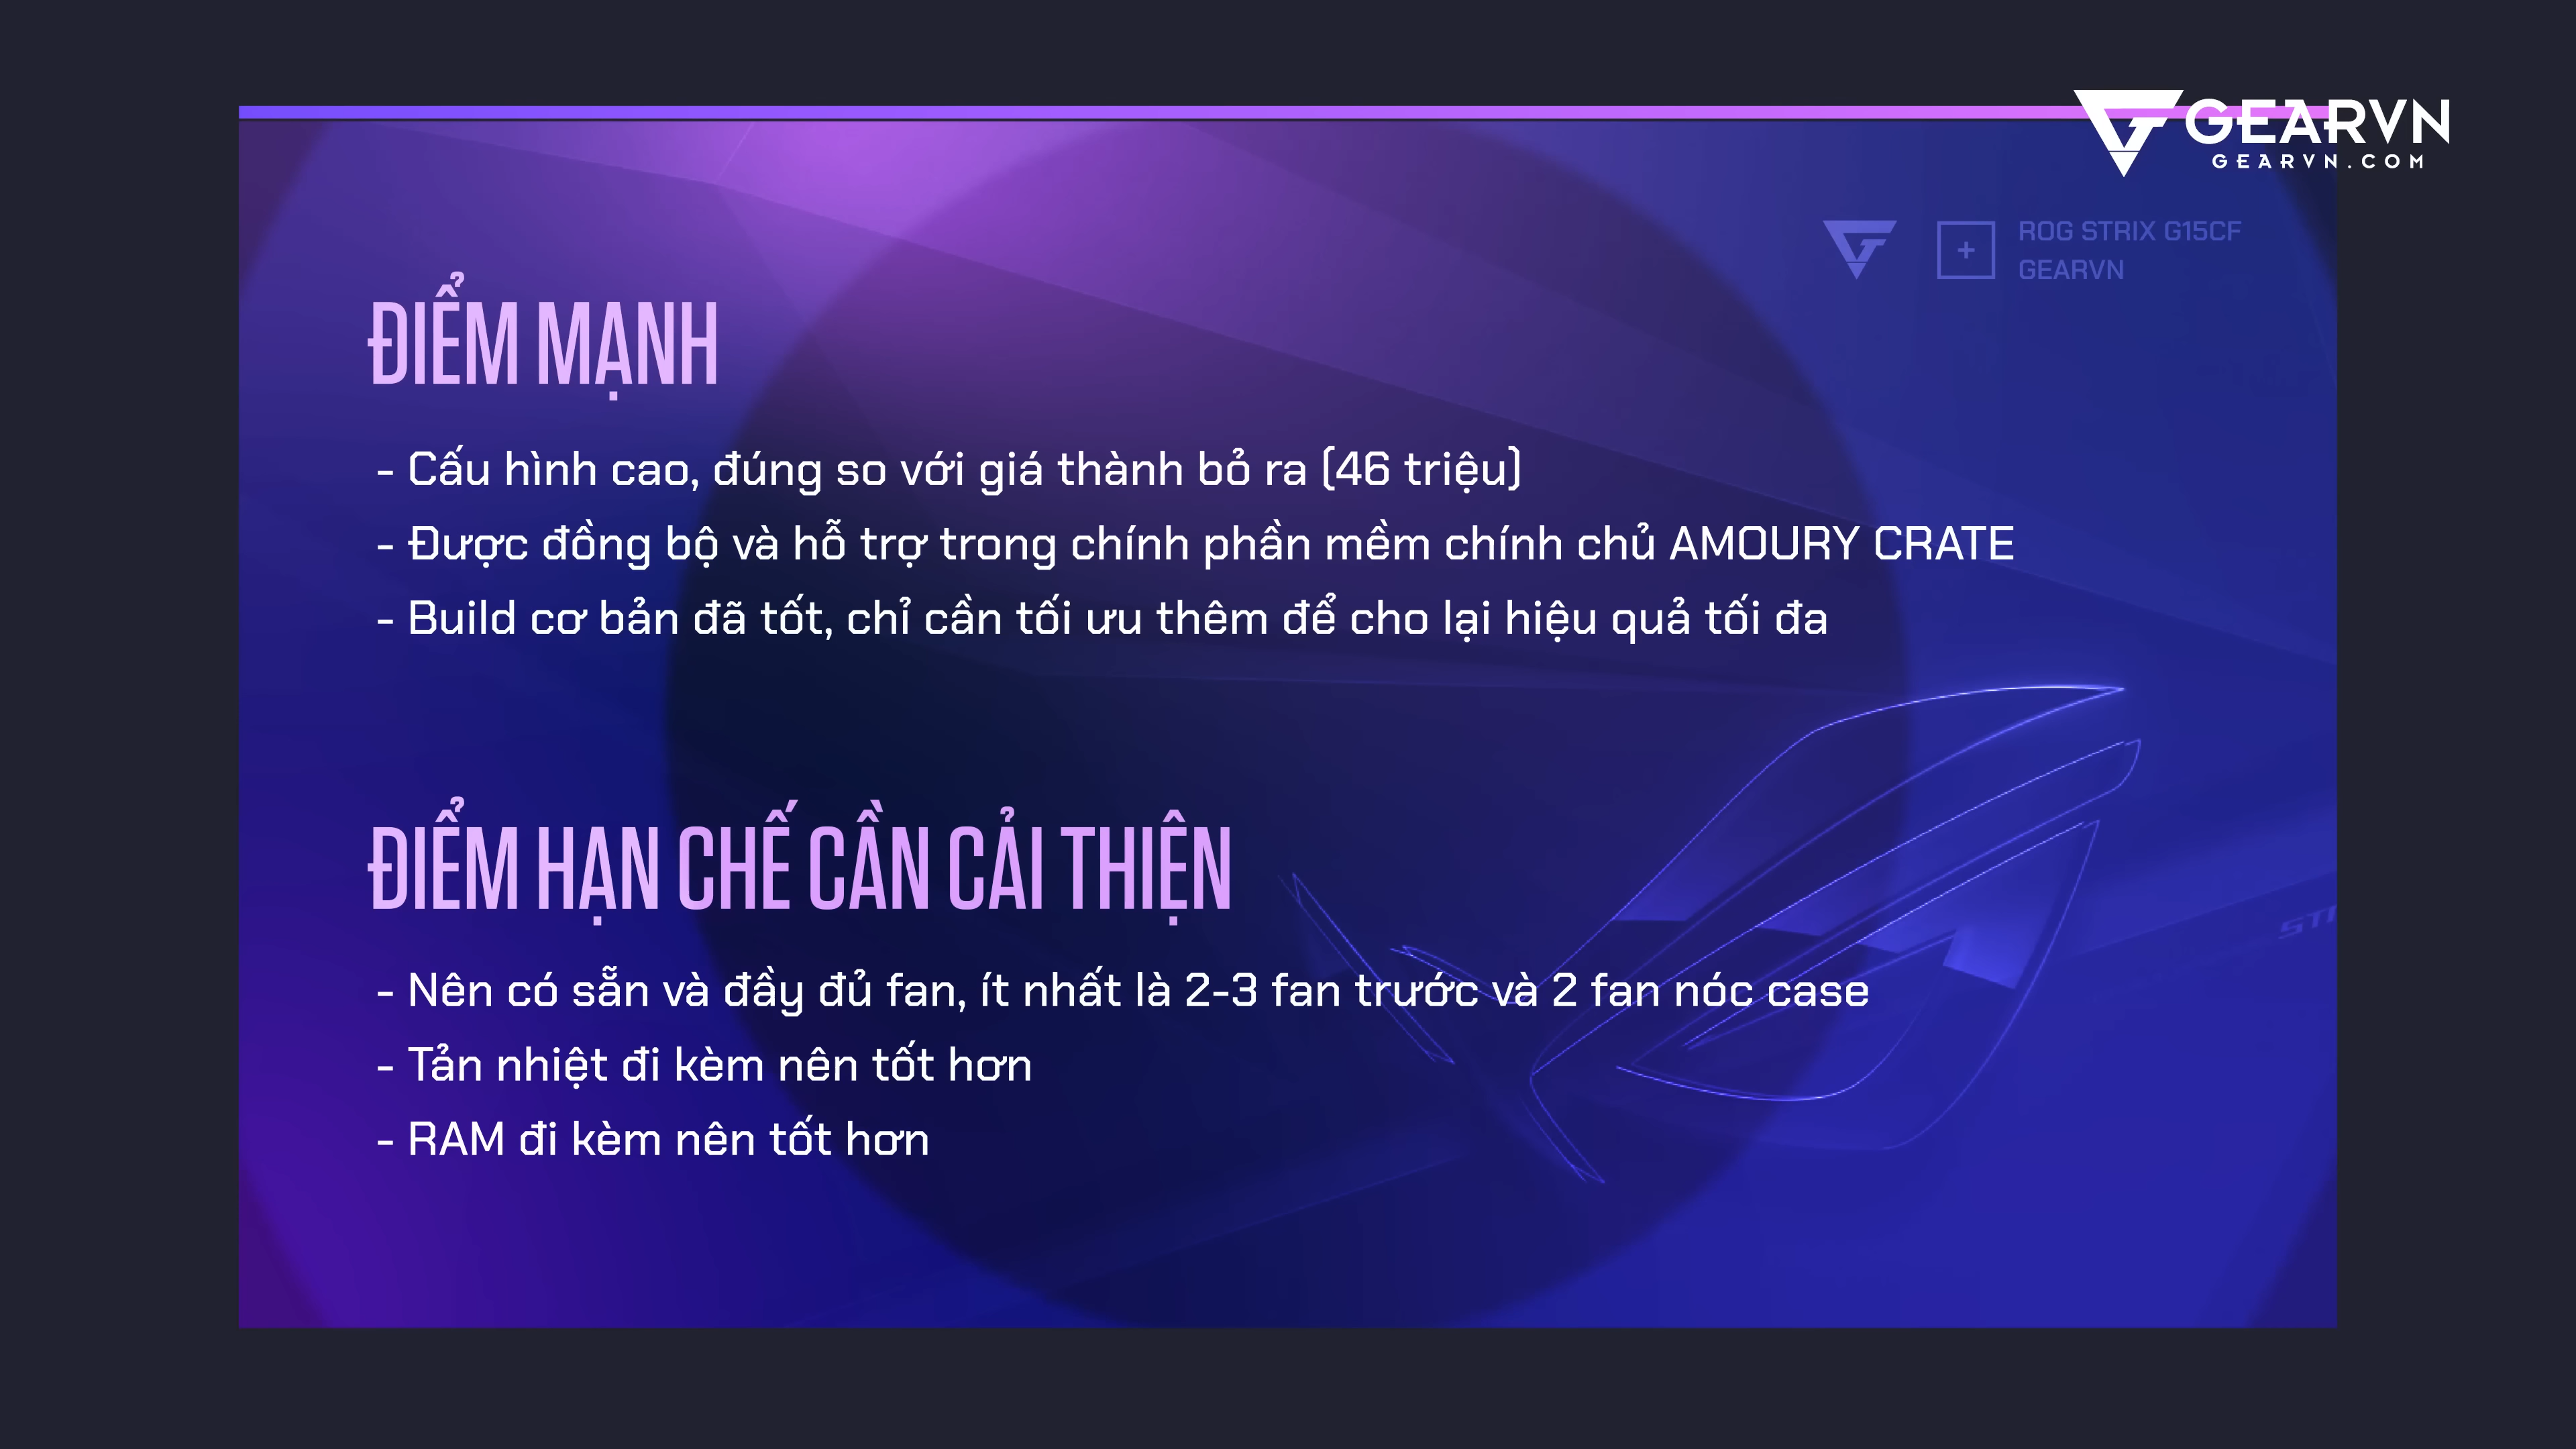 GEARVN
GEARVN.COM
ROG STRIX G15CF
GEARVN
ĐIỂM MẠNH
- Cấu hình cao, đúng so với giá thành bỏ ra (46 triệu)
- Được đồng bộ và hỗ trợ trong chính phần mềm chính chủ AMOURY CRATE
- Build cơ bản đã tốt, chỉ cần tối ưu thêm để cho lại hiệu quả tối đa
ĐIỂM HẠN CHẾ CẦN CẢI THIỆN
- Nên có sẵn và đầy đủ fan, ít nhất là 2-3 fan trước và 2 fan nóc case
- Tản nhiệt đi kèm nên tốt hơn
- RAM đi kèm nên tốt hơn